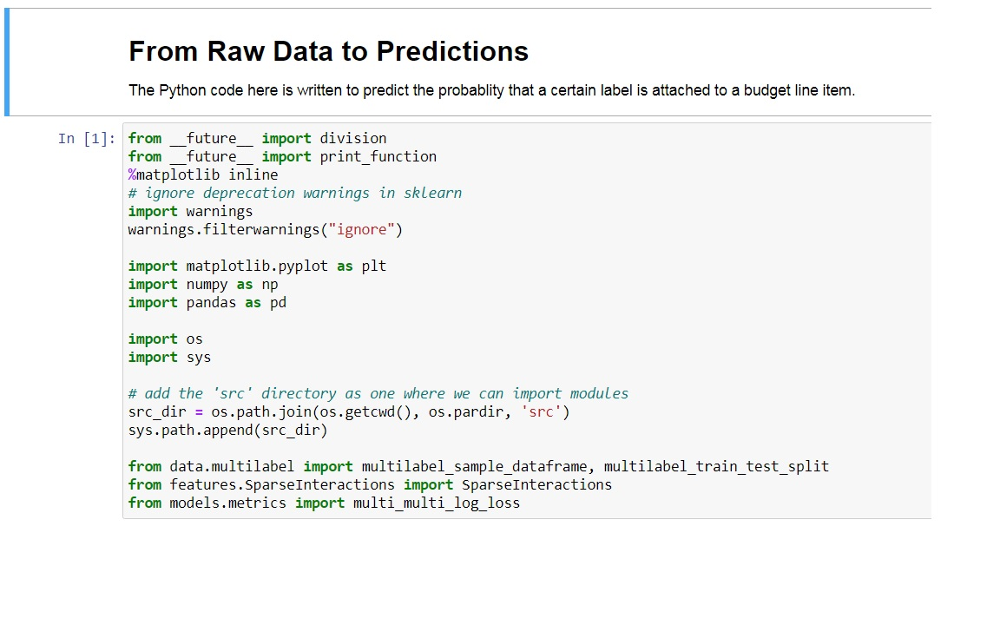 From Raw Data to Predictions
The Python code here is written to predict the probablity that a certain label is attached to a budget line item.
In [1]: from __future__ import division
from __future__ import print_function
%matplotlib inline
# ignore deprecation warnings in sklearn
import warnings
warnings.filterwarnings("ignore")
import matplotlib.pyplot as plt
import numpy as np
import pandas as pd
import os
import sys
# add the 'src' directory as one where we can import modules
src_dir = os.path.join(os.getcwd(), os.pardir, 'src')
sys.path.append(src_dir)
from data.multilabel import multilabel_sample_dataframe, multilabel_train_test_split
from features.SparseInteractions import SparseInteractions
from models.metrics import multi_multi_log_loss